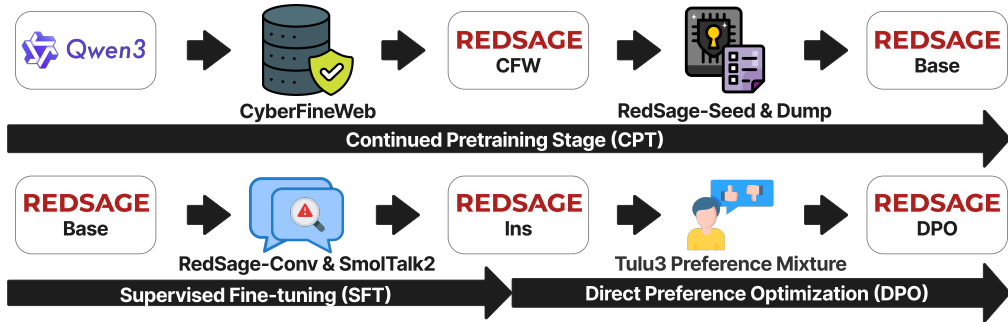 Qwen3
CyberFineWeb
REDSAGE
CFW
RedSage-Seed & Dump
REDSAGE
Base
Continued Pretraining Stage (CPT)
REDSAGE
Base
RedSage-Conv & SmolTalk2
REDSAGE
Ins
Tulu3 Preference Mixture
REDSAGE
DPO
Supervised Fine-tuning (SFT)
Direct Preference Optimization (DPO)